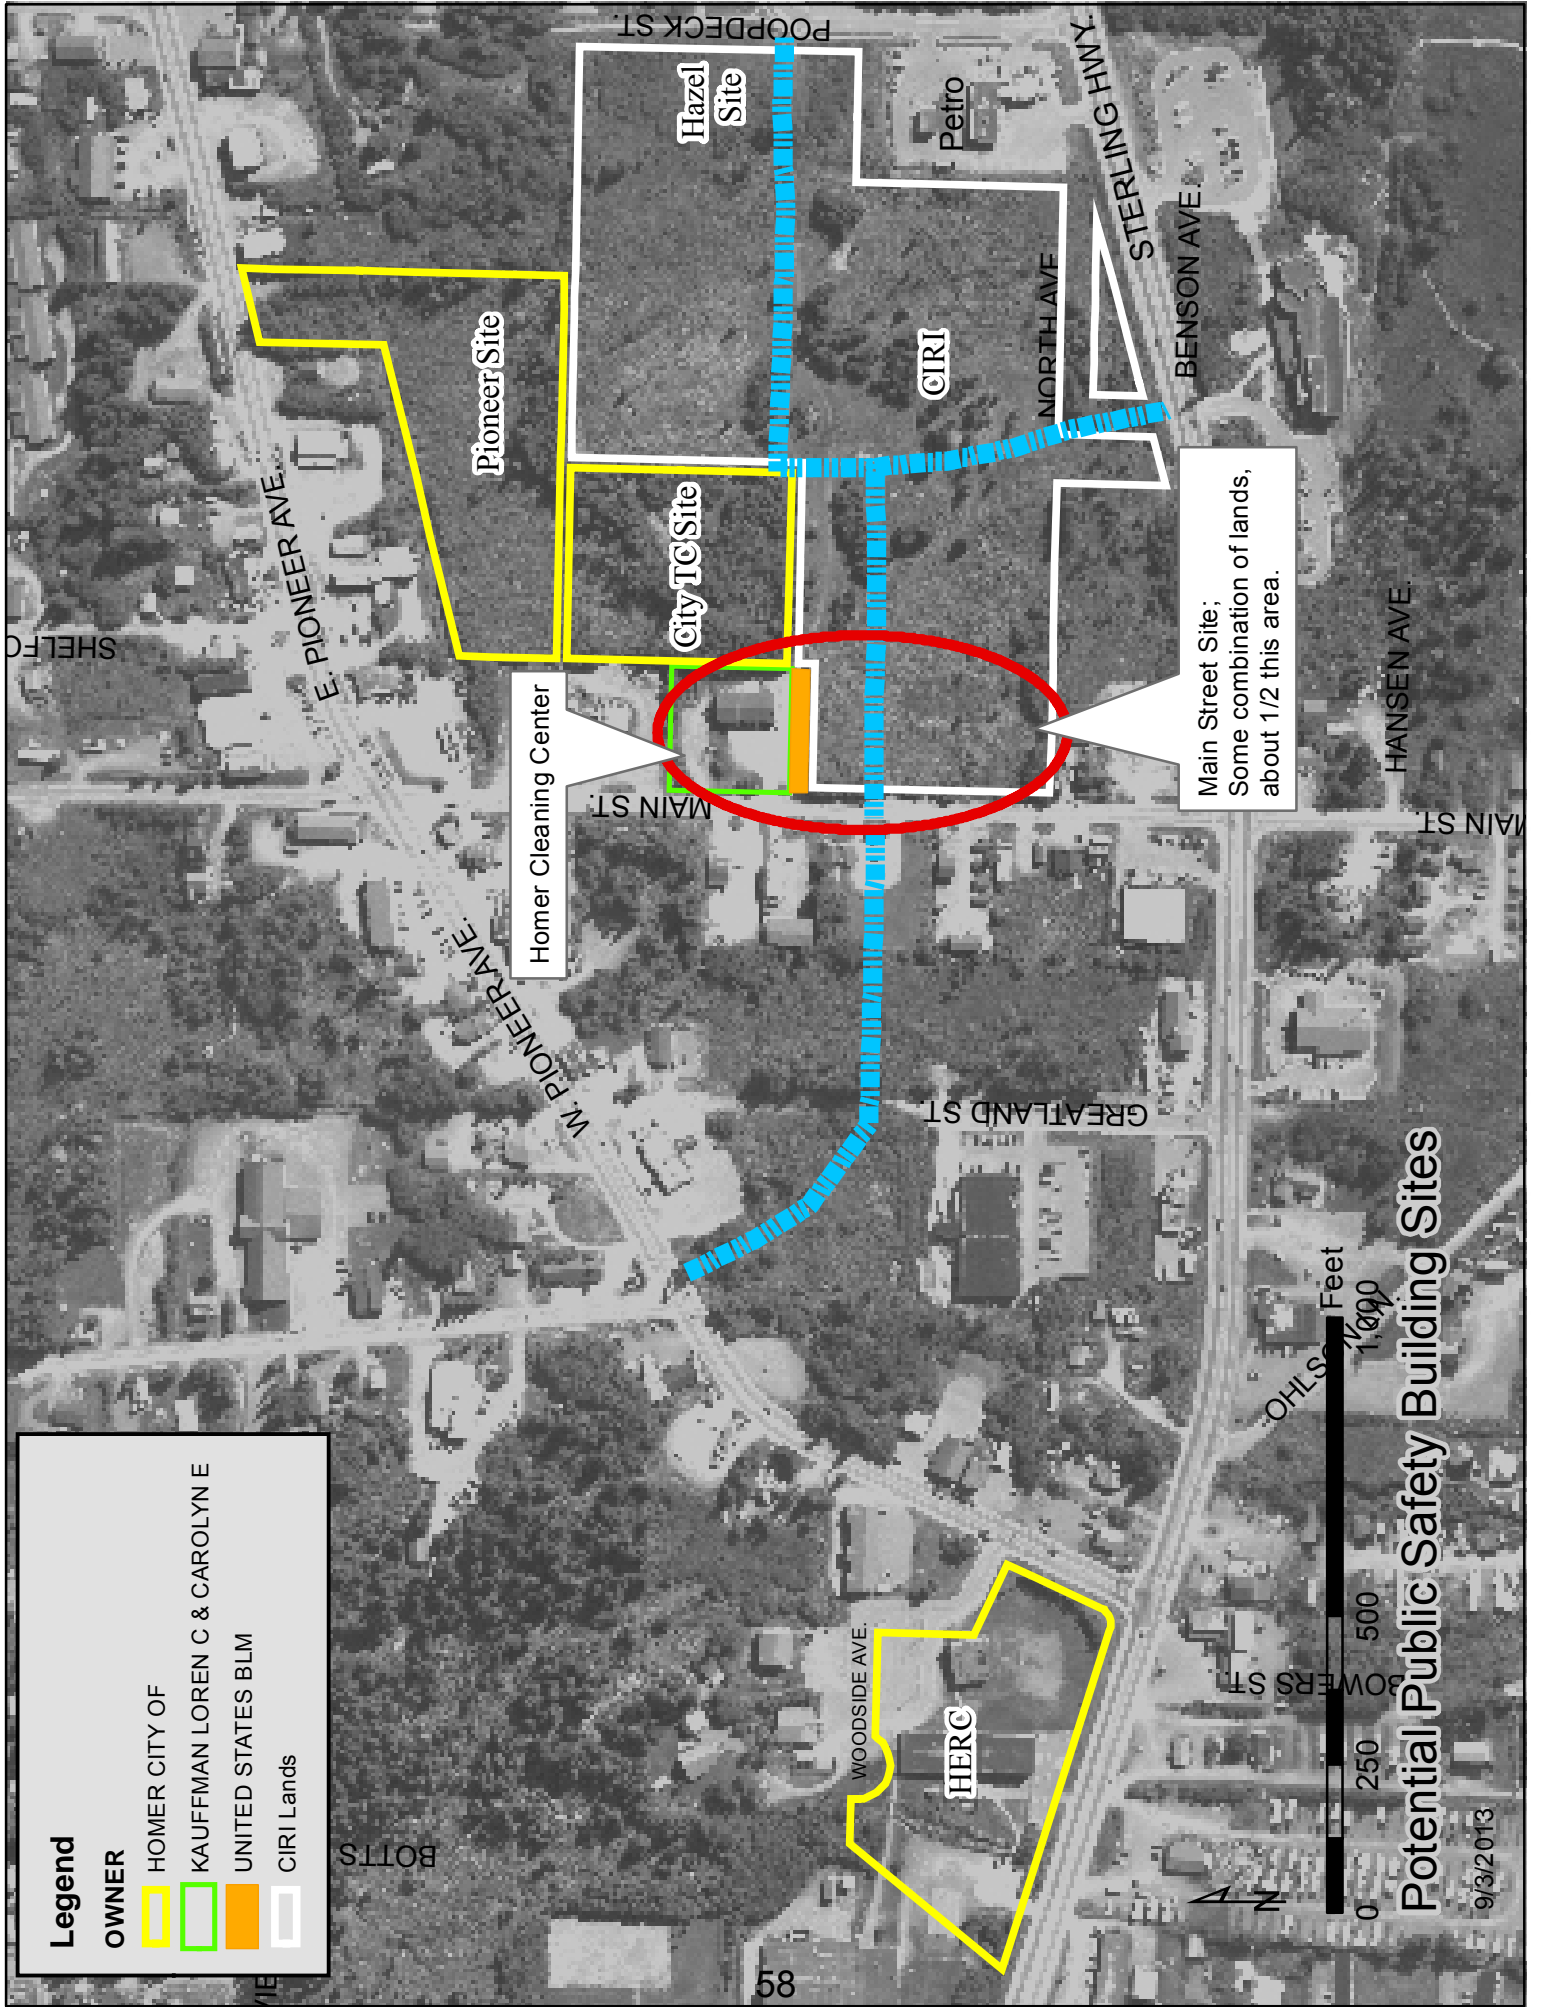 Legend
OWNER
HOMER CITY OF
KAUFFMAN LOREN C & CAROLYN E
UNITED STATES BLM
CIRI Lands
BOTTS
SHELFO
E. PIONEER AVE.
W. PIONEER AVE.
Pioneer Site
POOPDECK ST.
Hazel
Site
City TC Site
Homer Cleaning Center
MAIN ST.
Petro
CIRI
NORTH AVE
STERLING HWY.
BENSON AVE.
WOODSIDE AVE.
HERC
GREATLAND ST.
Main Street Site;
Some combination of lands,
about 1/2 this area.
HANSEN AVE.
MAIN ST.
BOWERS ST.
N
0 250 500 1,000
Feet
Potential Public Safety Building Sites
9/3/2013
58